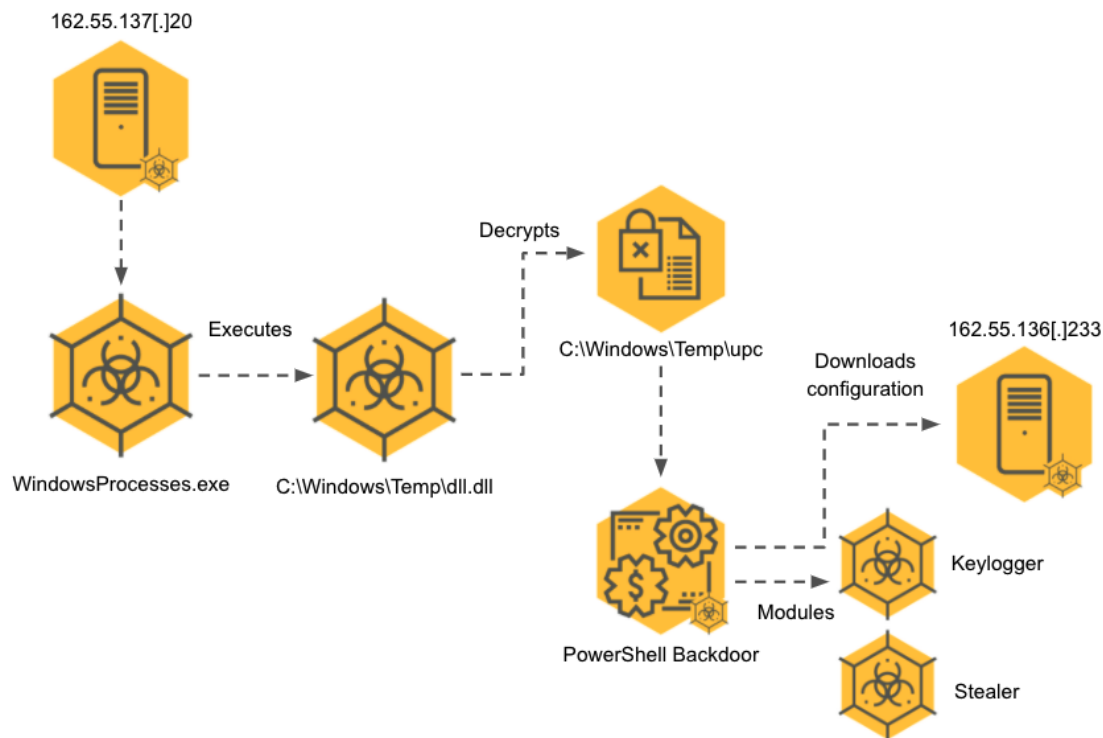 162.55.137[.]20
Decrypts
Executes
C:\Windows\Temp\upc
162.55.136[.]233
Downloads
configuration
WindowsProcesses.exe
C:\Windows\Temp\dll.dll
$
Keylogger
Modules
PowerShell Backdoor
Stealer